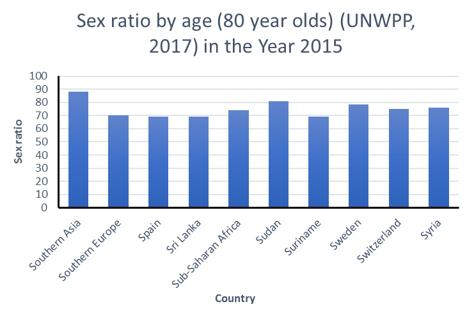 Sex ratio by age (80 year olds) (UNWPP,
2017) in the Year 2015
100
90
80
70
60
50
40
30
20
10
0
Sex ratio
Southern Asia
Southern Europe
Spain
Sri Lanka
Sub-Saharan Africa
Sudan
Suriname
Sweden
Switzerland
Syria
Country